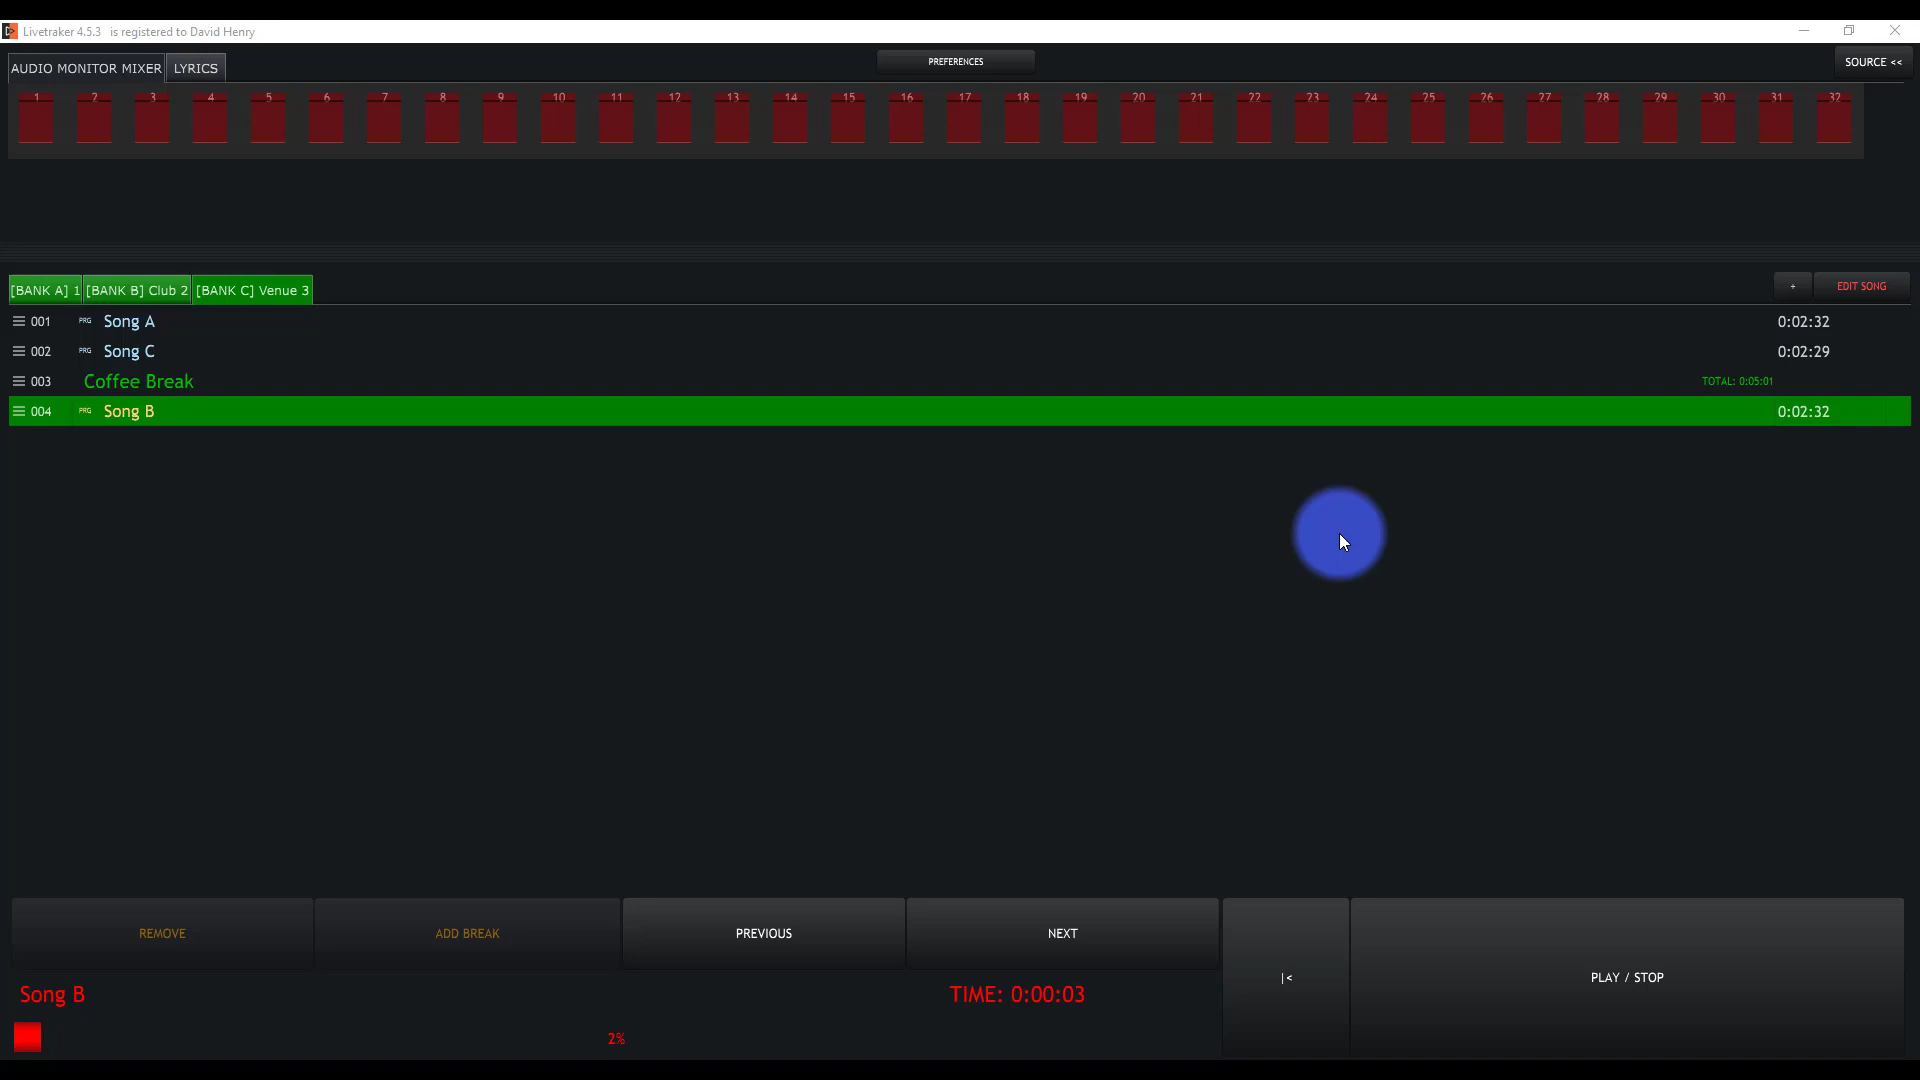 Livetraker 4.5.3 is registered to David Henry
AUDIO MONITOR MIXER LYRICS PREFERENCES SOURCE <<
1 2 3 4 5 6 7 8 9 10 11 12 13 14 15 16 17 18 19 20 21 22 23 24 25 26 27 28 29 30 31 32
[BANK A] 1 [BANK B] Club 2 [BANK C] Venue 3 + EDIT SONG
001 PRG Song A 0:02:32
002 PRG Song C 0:02:29
003 Coffee Break TOTAL: 0:05:01
004 PRG Song B 0:02:32
REMOVE ADD BREAK PREVIOUS NEXT |< PLAY / STOP
Song B TIME: 0:00:03
2%